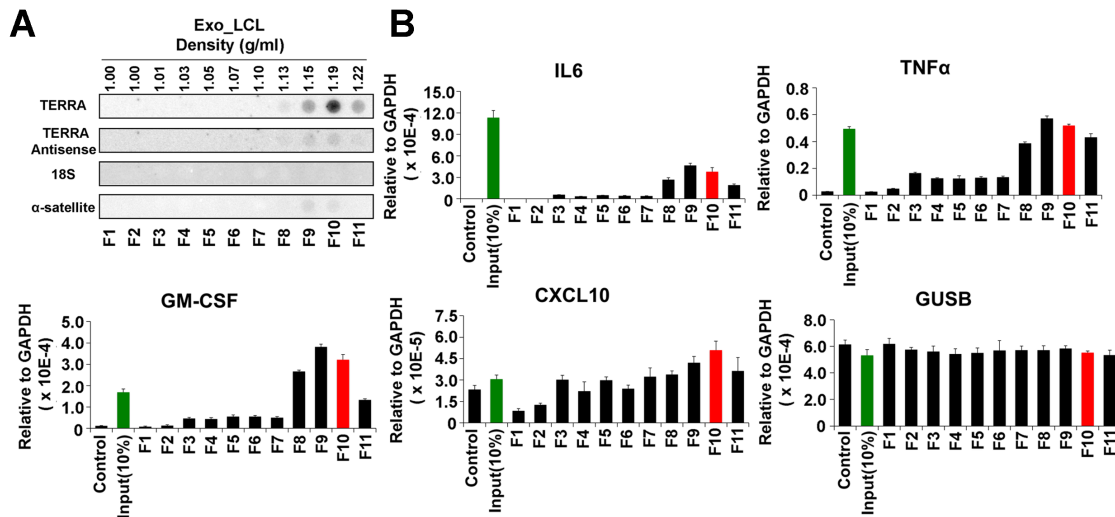 A
Exo_LCL
Density (g/ml)
1.00 1.00 1.01 1.03 1.05 1.07 1.10 1.13 1.15 1.19 1.22
TERRA
TERRA
Antisense
18S
α-satellite
F1 F2 F3 F4 F5 F6 F7 F8 F9 F10 F11
B
IL6
Relative to GAPDH
( x 10E-4)
15.0
12.0
9.0
6.0
3.0
0
Control Input(10%) F1 F2 F3 F4 F5 F6 F7 F8 F9 F10 F11
TNFα
Relative to GAPDH
( x 10E-4)
0.8
0.6
0.4
0.2
0
Control Input(10%) F1 F2 F3 F4 F5 F6 F7 F8 F9 F10 F11
GM-CSF
Relative to GAPDH
( x 10E-4)
5.0
4.0
3.0
2.0
1.0
0
Control Input(10%) F1 F2 F3 F4 F5 F6 F7 F8 F9 F10 F11
CXCL10
Relative to GAPDH
( x 10E-5)
7.5
6.0
4.5
3.0
1.5
0
Control Input(10%) F1 F2 F3 F4 F5 F6 F7 F8 F9 F10 F11
GUSB
Relative to GAPDH
( x 10E-4)
8.0
6.0
4.0
2.0
0
Control Input(10%) F1 F2 F3 F4 F5 F6 F7 F8 F9 F10 F11